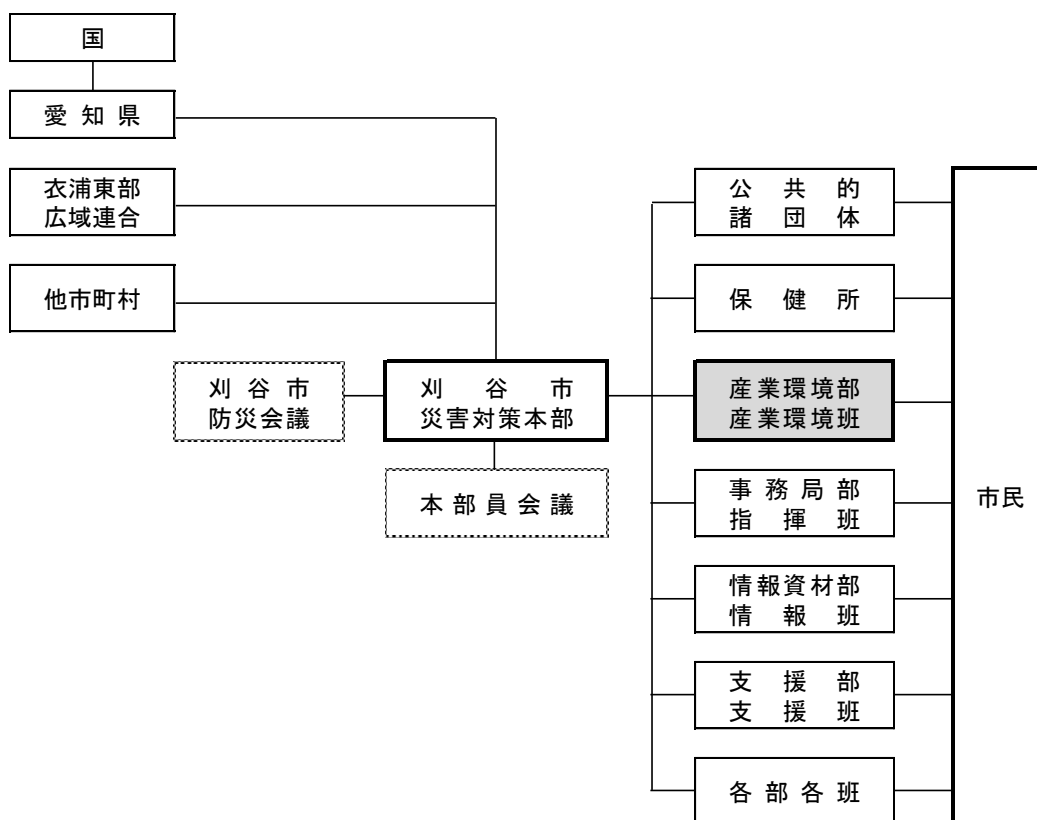 国
愛知県
衣浦東部
広域連合
他市町村
刈谷市
防災会議
刈谷市
災害対策本部
本部員会議
公共的
諸団体
保健所
産業環境部
産業環境班
事務局部
指揮班
情報資材部
情報班
支援部
支援班
各部各班
市民